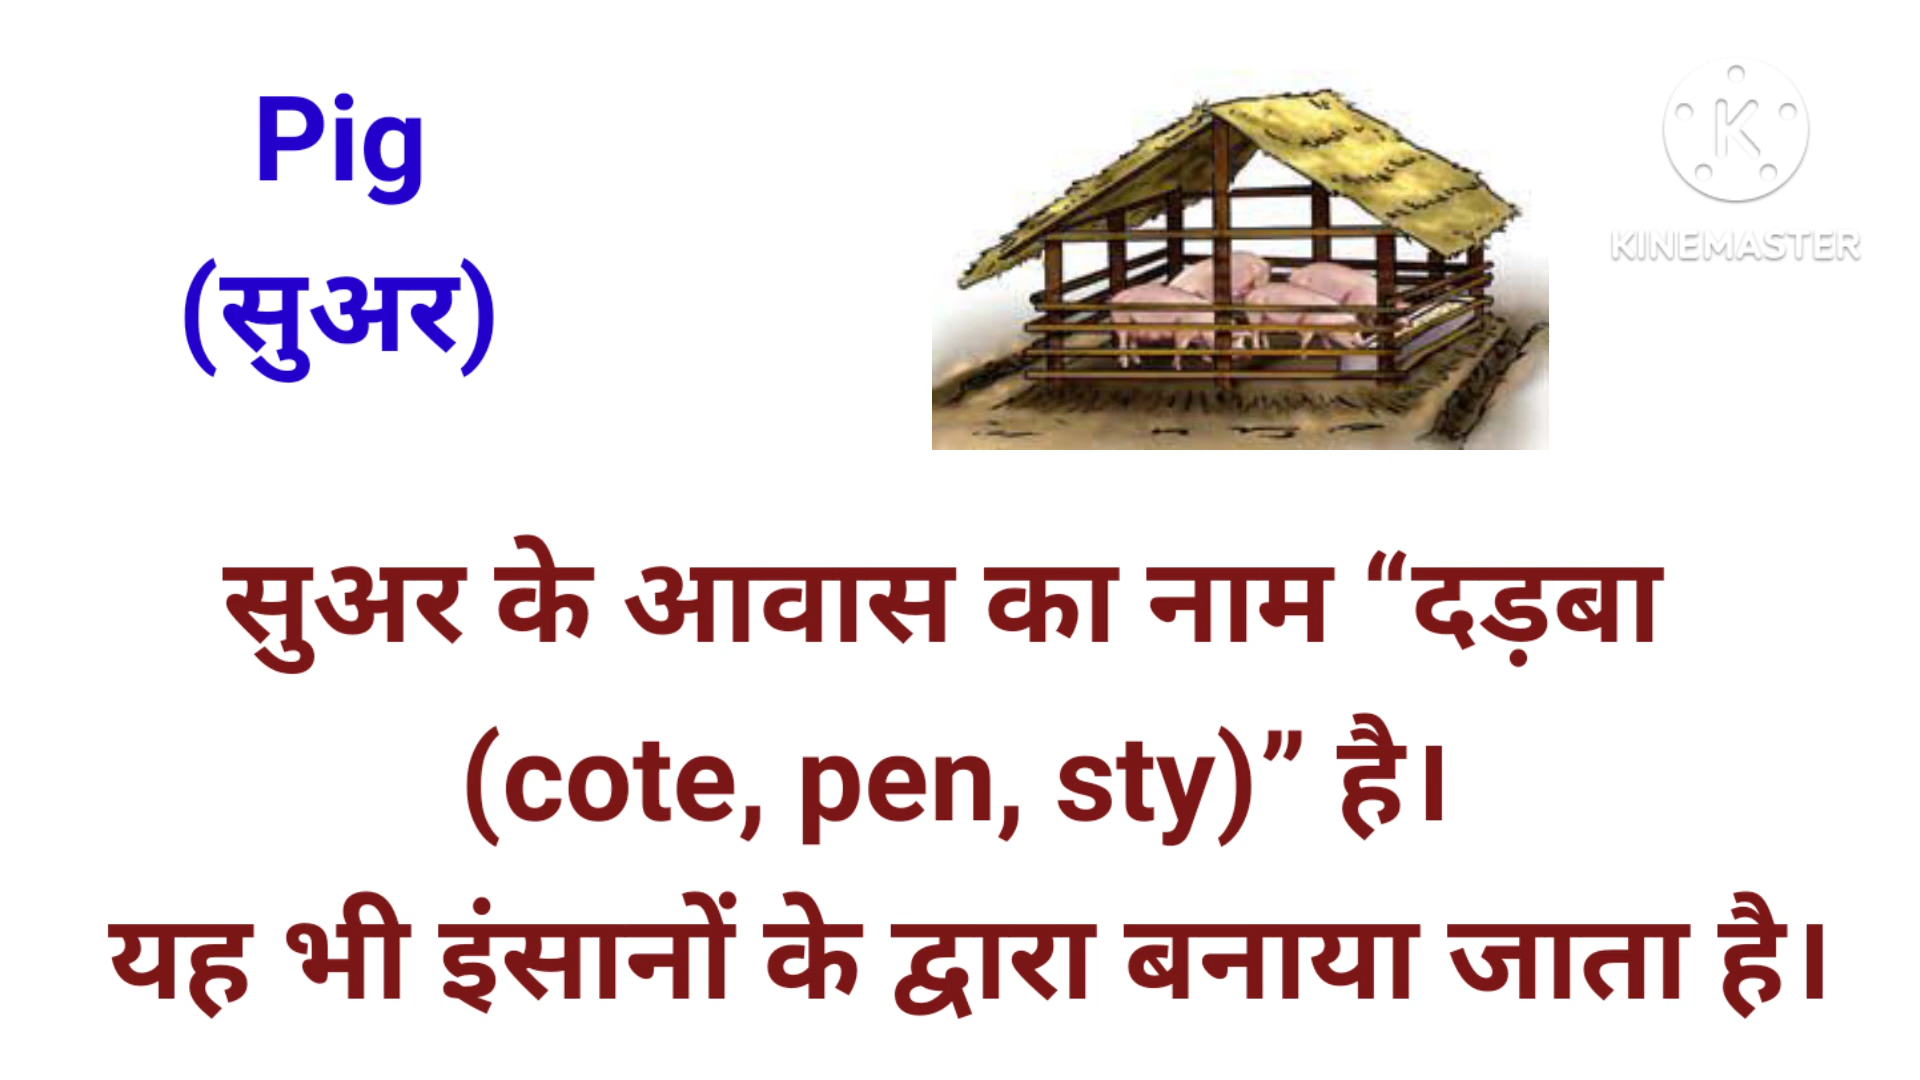 Pig
(सुअर)
K
KINEMASTER
सुअर के आवास का नाम “दड़बा
(cote, pen, sty)” है।
यह भी इंसानों के द्वारा बनाया जाता है।